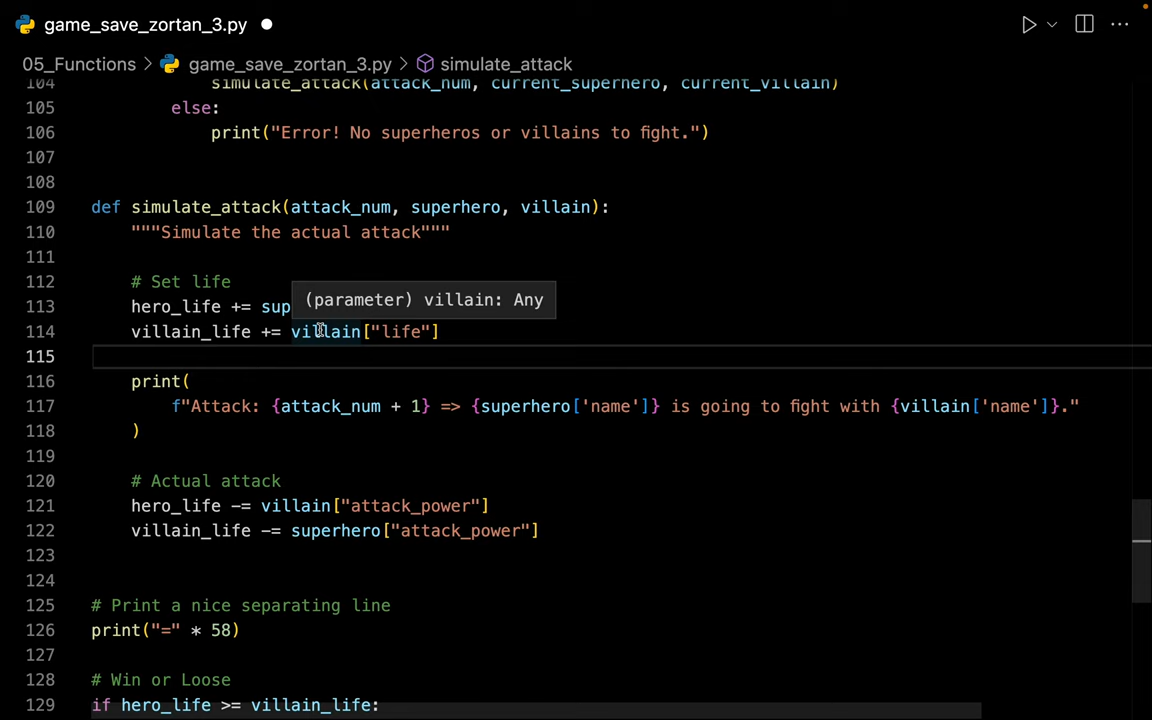 game_save_zortan_3.py
05_Functions > game_save_zortan_3.py > simulate_attack
104 simulate_attack(attack_num, current_superhero, current_villain)
105 else:
106 print("Error! No superheros or villains to fight.")
107
108
109 def simulate_attack(attack_num, superhero, villain):
110 """Simulate the actual attack"""
111
112 # Set life
(parameter) villain: Any
113 hero_life += sup
114 villain_life += villain["life"]
115
116 print(
117 f"Attack: {attack_num + 1} => {superhero['name']} is going to fight with {villain['name']}."
118 )
119
120 # Actual attack
121 hero_life -= villain["attack_power"]
122 villain_life -= superhero["attack_power"]
123
124
125 # Print a nice separating line
126 print("=" * 58)
127
128 # Win or Loose
129 if hero_life >= villain_life: